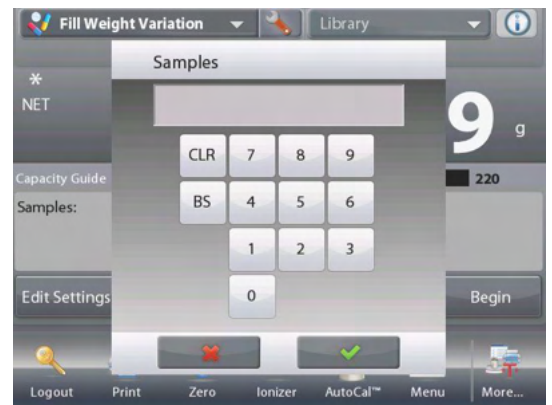 Fill Weight Variation
Library
Samples
*
NET
9 g
CLR 7 8 9
Capacity Guide
220
BS 4 5 6
Samples:
1 2 3
0
Edit Settings
Begin
Logout Print Zero Ionizer AutoCal™ Menu More...